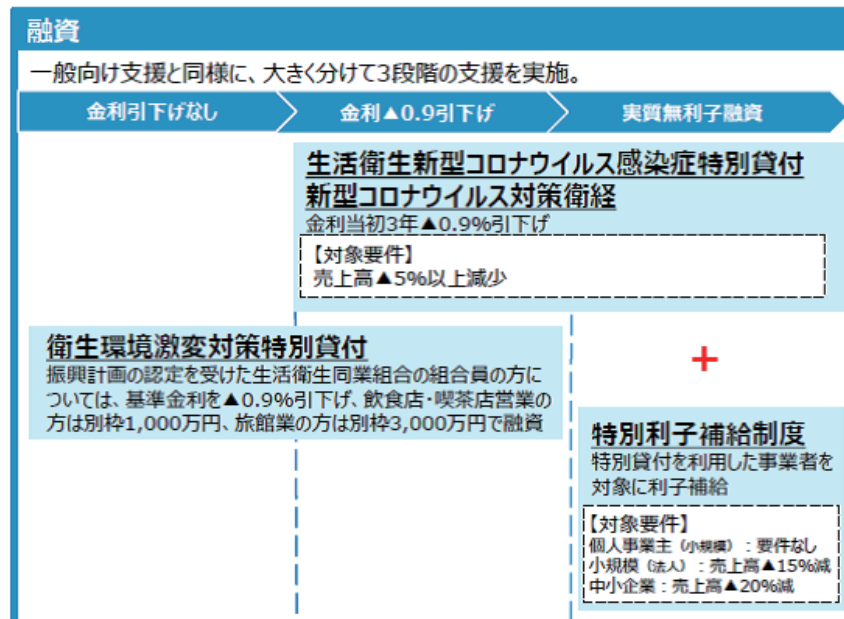 融資
一般向け支援と同様に、大きく分けて3段階の支援を実施。
金利引下げなし
金利▲0.9引下げ
実質無利子融資
生活衛生新型コロナウイルス感染症特別貸付
新型コロナウイルス対策衛経
金利当初3年▲0.9%引下げ
【対象要件】
売上高▲5%以上減少
衛生環境激変対策特別貸付
振興計画の認定を受けた生活衛生同業組合の組合員の方に
ついては、基準金利を▲0.9%引下げ、飲食店・喫茶店営業の
方は別枠1,000万円、旅館業の方は別枠3,000万円で融資
+
特別利子補給制度
特別貸付を利用した事業者を
対象に利子補給
【対象要件】
個人事業主（小規模）：要件なし
小規模（法人）：売上高▲15%減
中小企業：売上高▲20%減